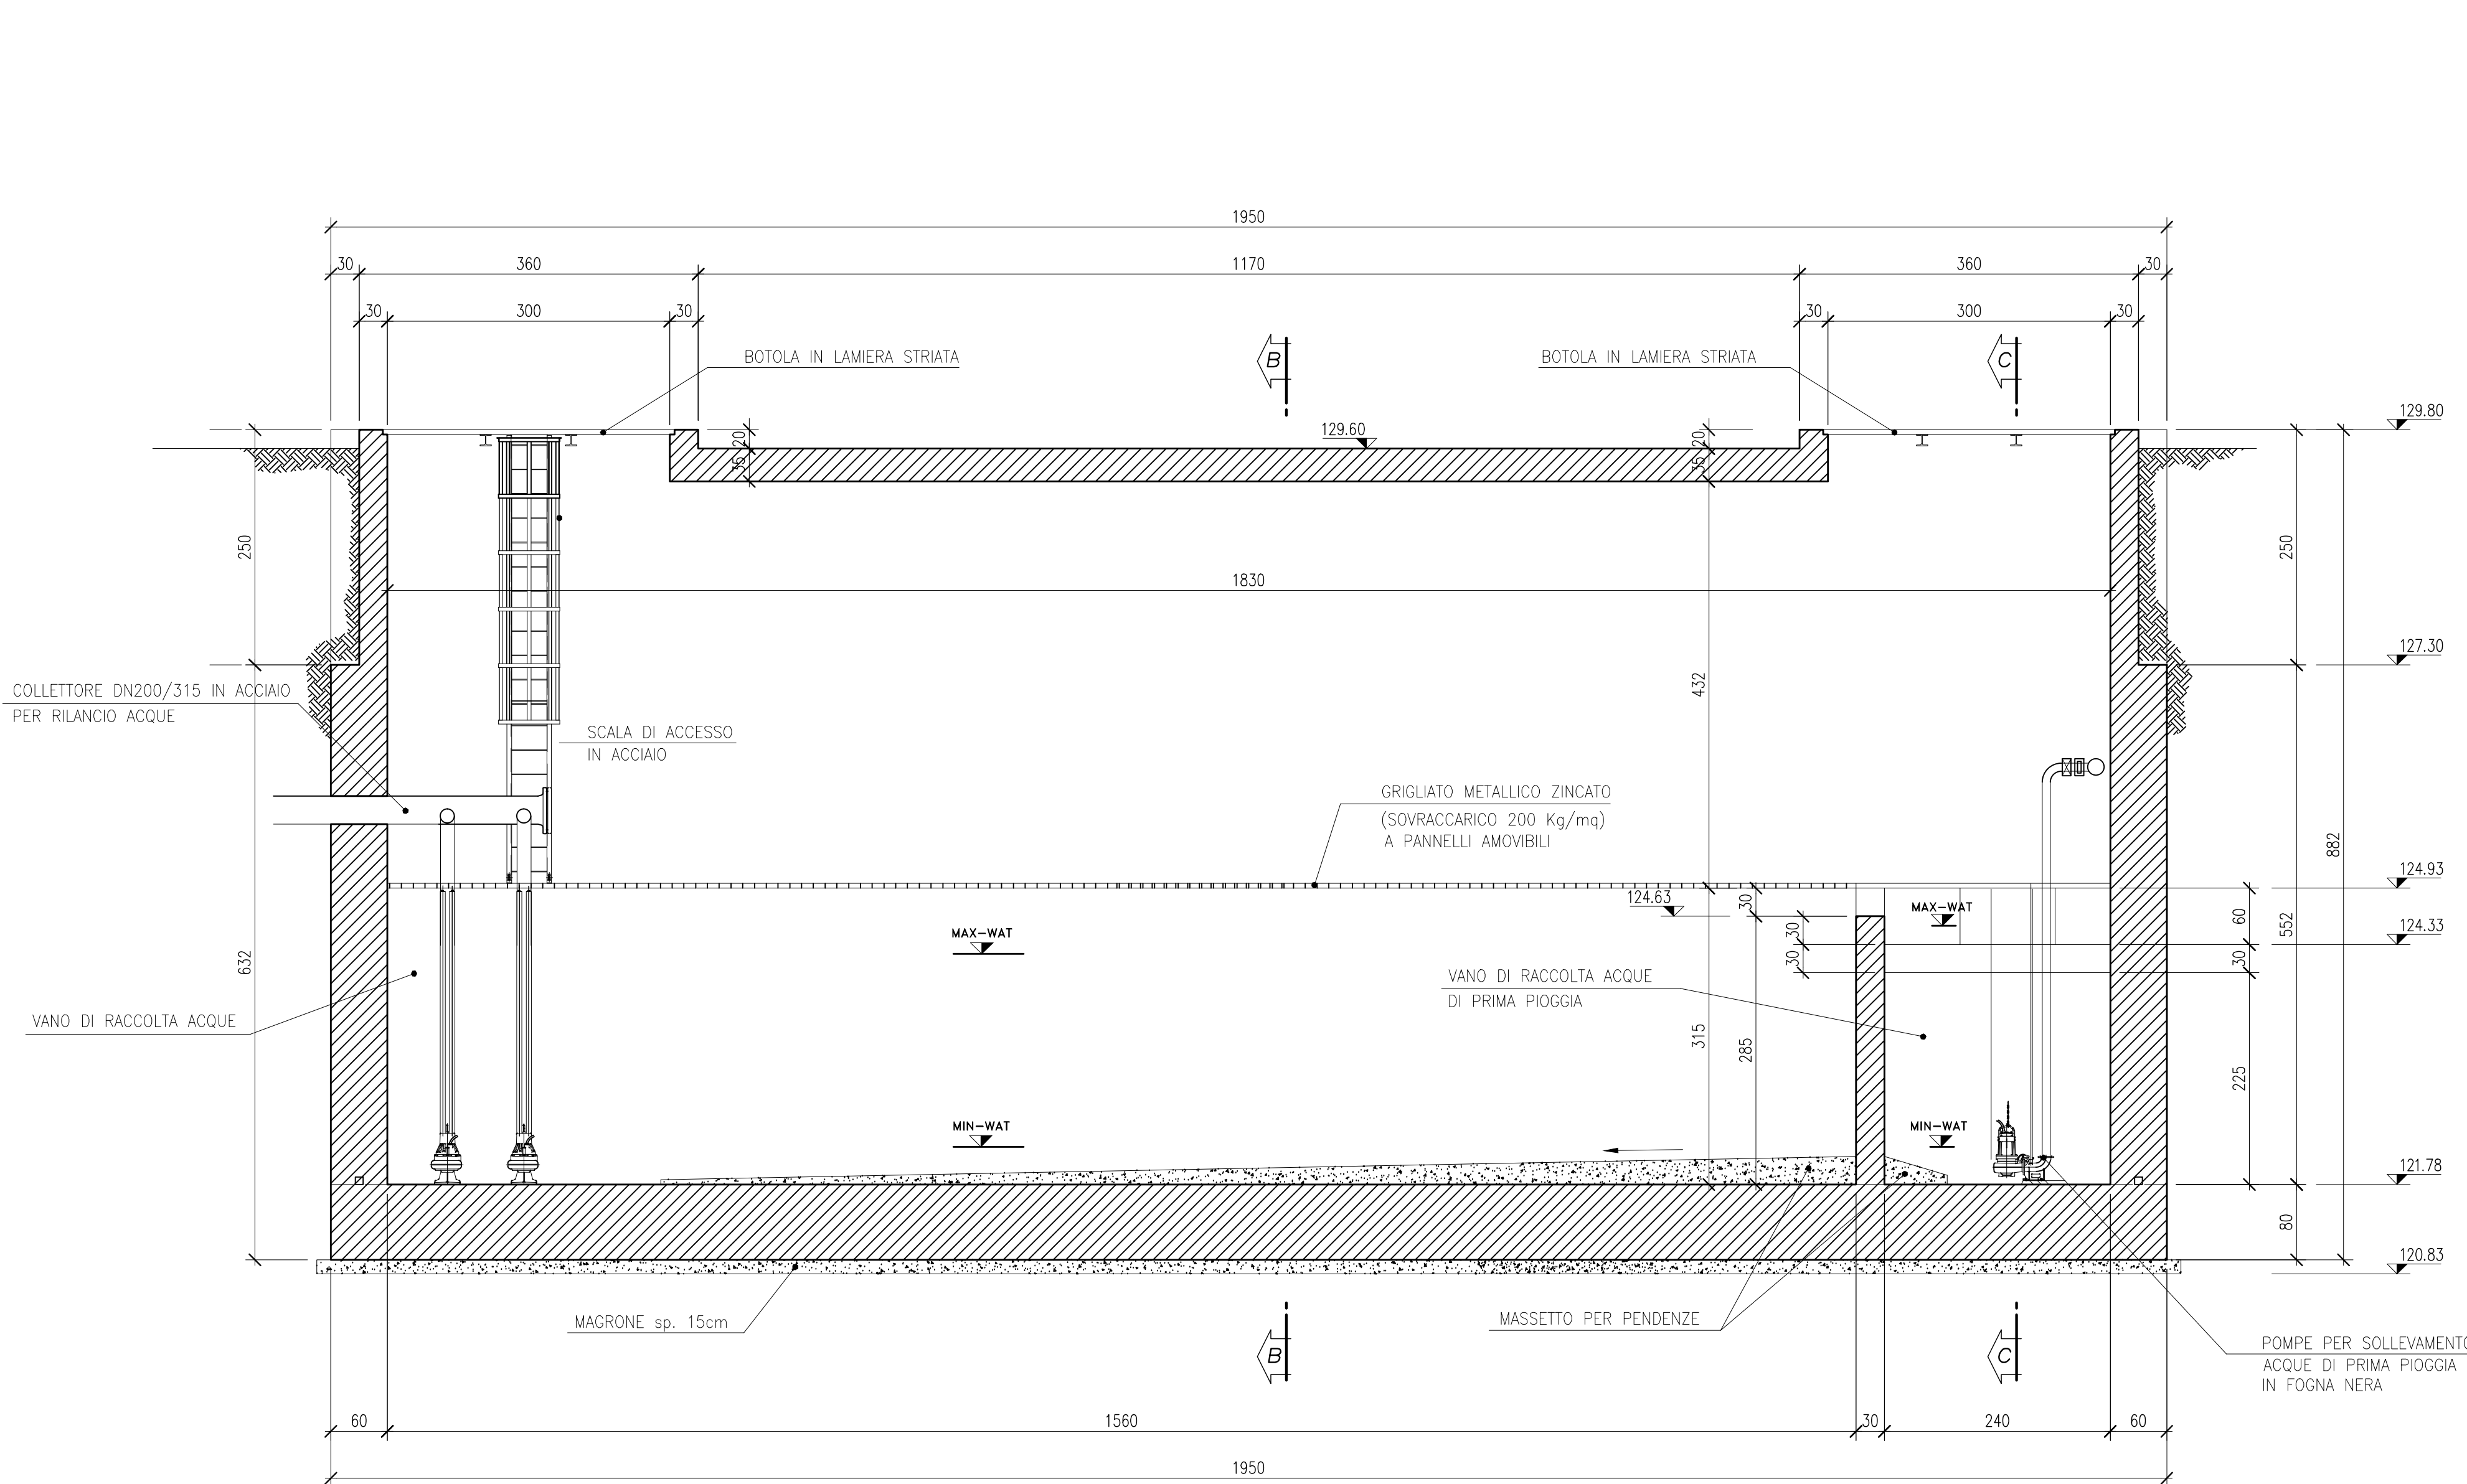 1950
30 360 1170 360 30
30 300 30 30 300 30
BOTOLA IN LAMIERA STRIATA
B
BOTOLA IN LAMIERA STRIATA
C
129.80
129.60
20
35
20
35
250
250
1830
127.30
432
COLLETTORE DN200/315 IN ACCIAIO
PER RILANCIO ACQUE
SCALA DI ACCESSO
IN ACCIAIO
GRIGLIATO METALLICO ZINCATO
(SOVRACCARICO 200 Kg/mq)
A PANNELLI AMOVIBILI
882
124.93
124.63
30
MAX-WAT
60
552
124.33
MAX-WAT
30
30
30
632
VANO DI RACCOLTA ACQUE
DI PRIMA PIOGGIA
VANO DI RACCOLTA ACQUE
315
285
225
MIN-WAT
MIN-WAT
121.78
80
120.83
MAGRONE sp. 15cm
MASSETTO PER PENDENZE
B
C
POMPE PER SOLLEVAMENTO
ACQUE DI PRIMA PIOGGIA
IN FOGNA NERA
60 1560 30 240 60
1950